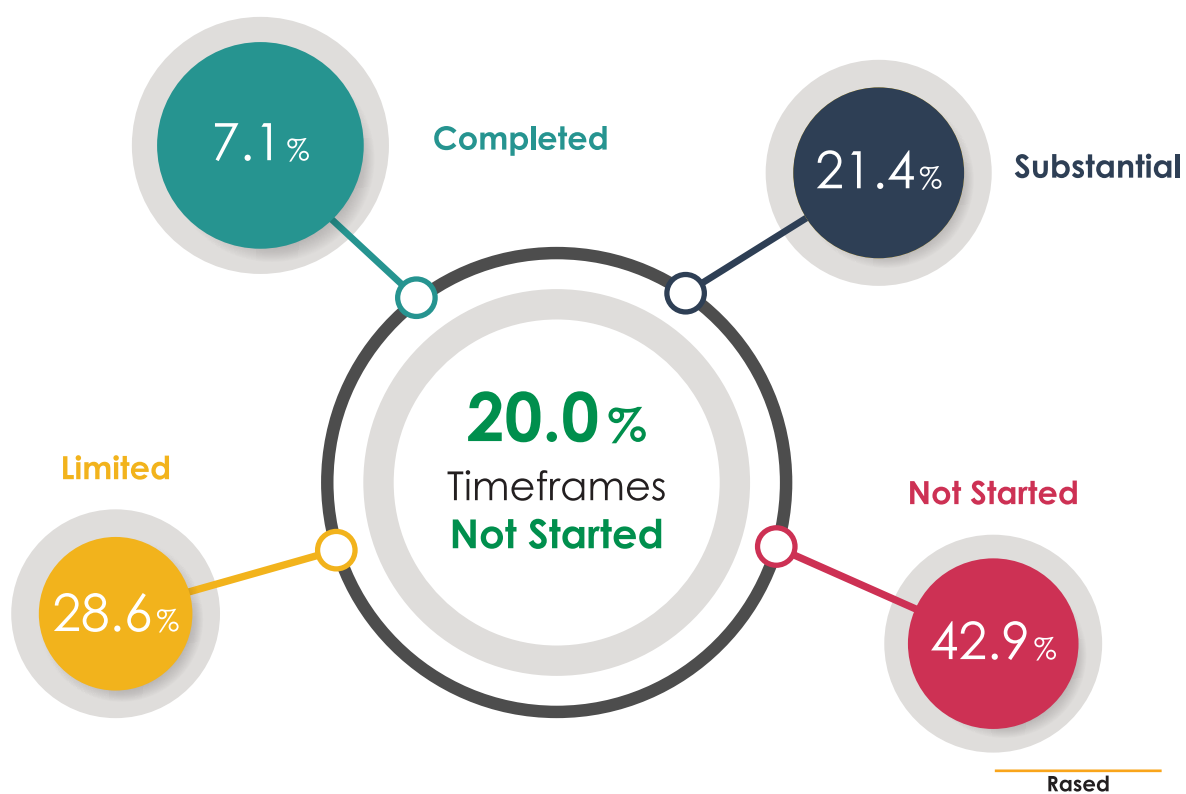 7.1%
Completed
21.4%
Substantial
20.0%
Timeframes
Not Started
Limited
28.6%
Not Started
42.9%
Rased